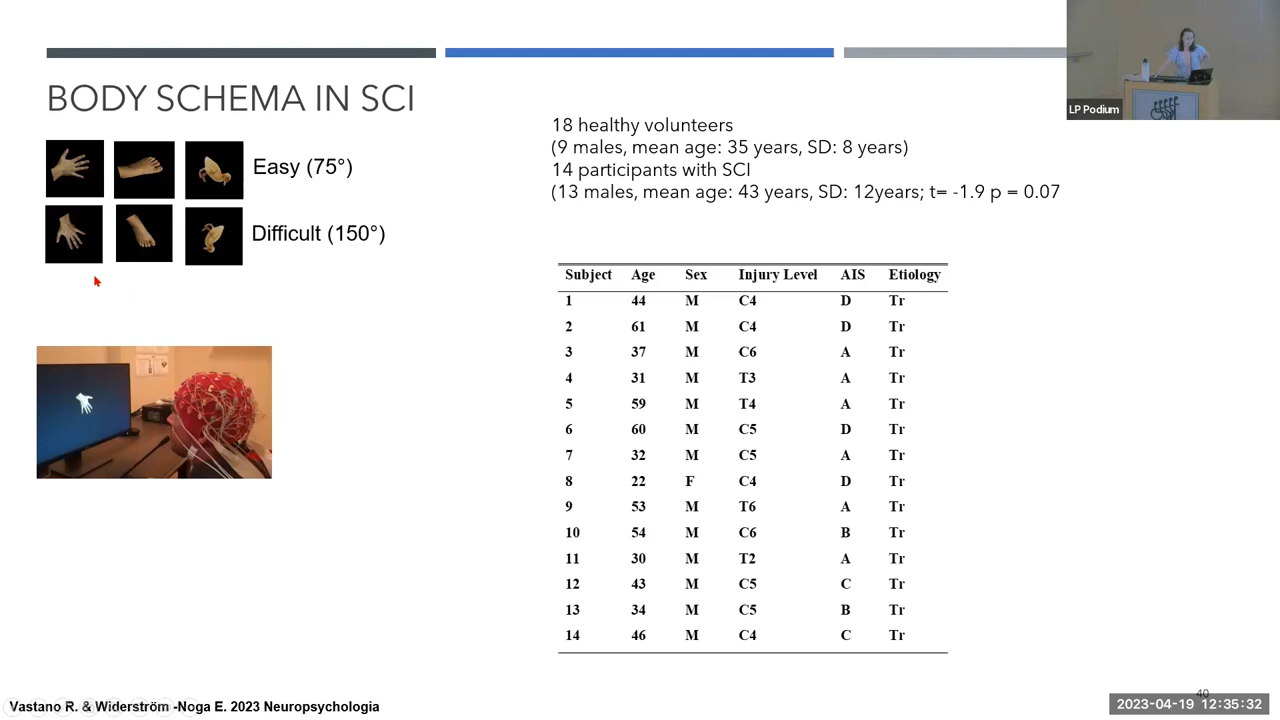 LP Podium
BODY SCHEMA IN SCI
Easy (75°)
Difficult (150°)
18 healthy volunteers
(9 males, mean age: 35 years, SD: 8 years)
14 participants with SCI
(13 males, mean age: 43 years, SD: 12years; t= -1.9 p = 0.07
Subject Age Sex Injury Level AIS Etiology
1 44 M C4 D Tr
2 61 M C4 D Tr
3 37 M C6 A Tr
4 31 M T3 A Tr
5 59 M T4 A Tr
6 60 M C5 D Tr
7 32 M C5 A Tr
8 22 F C4 D Tr
9 53 M T6 A Tr
10 54 M C6 B Tr
11 30 M T2 A Tr
12 43 M C5 C Tr
13 34 M C5 B Tr
14 46 M C4 C Tr
Vastano R. & Widerström -Noga E. 2023 Neuropsychologia
40
2023-04-19 12:35:32